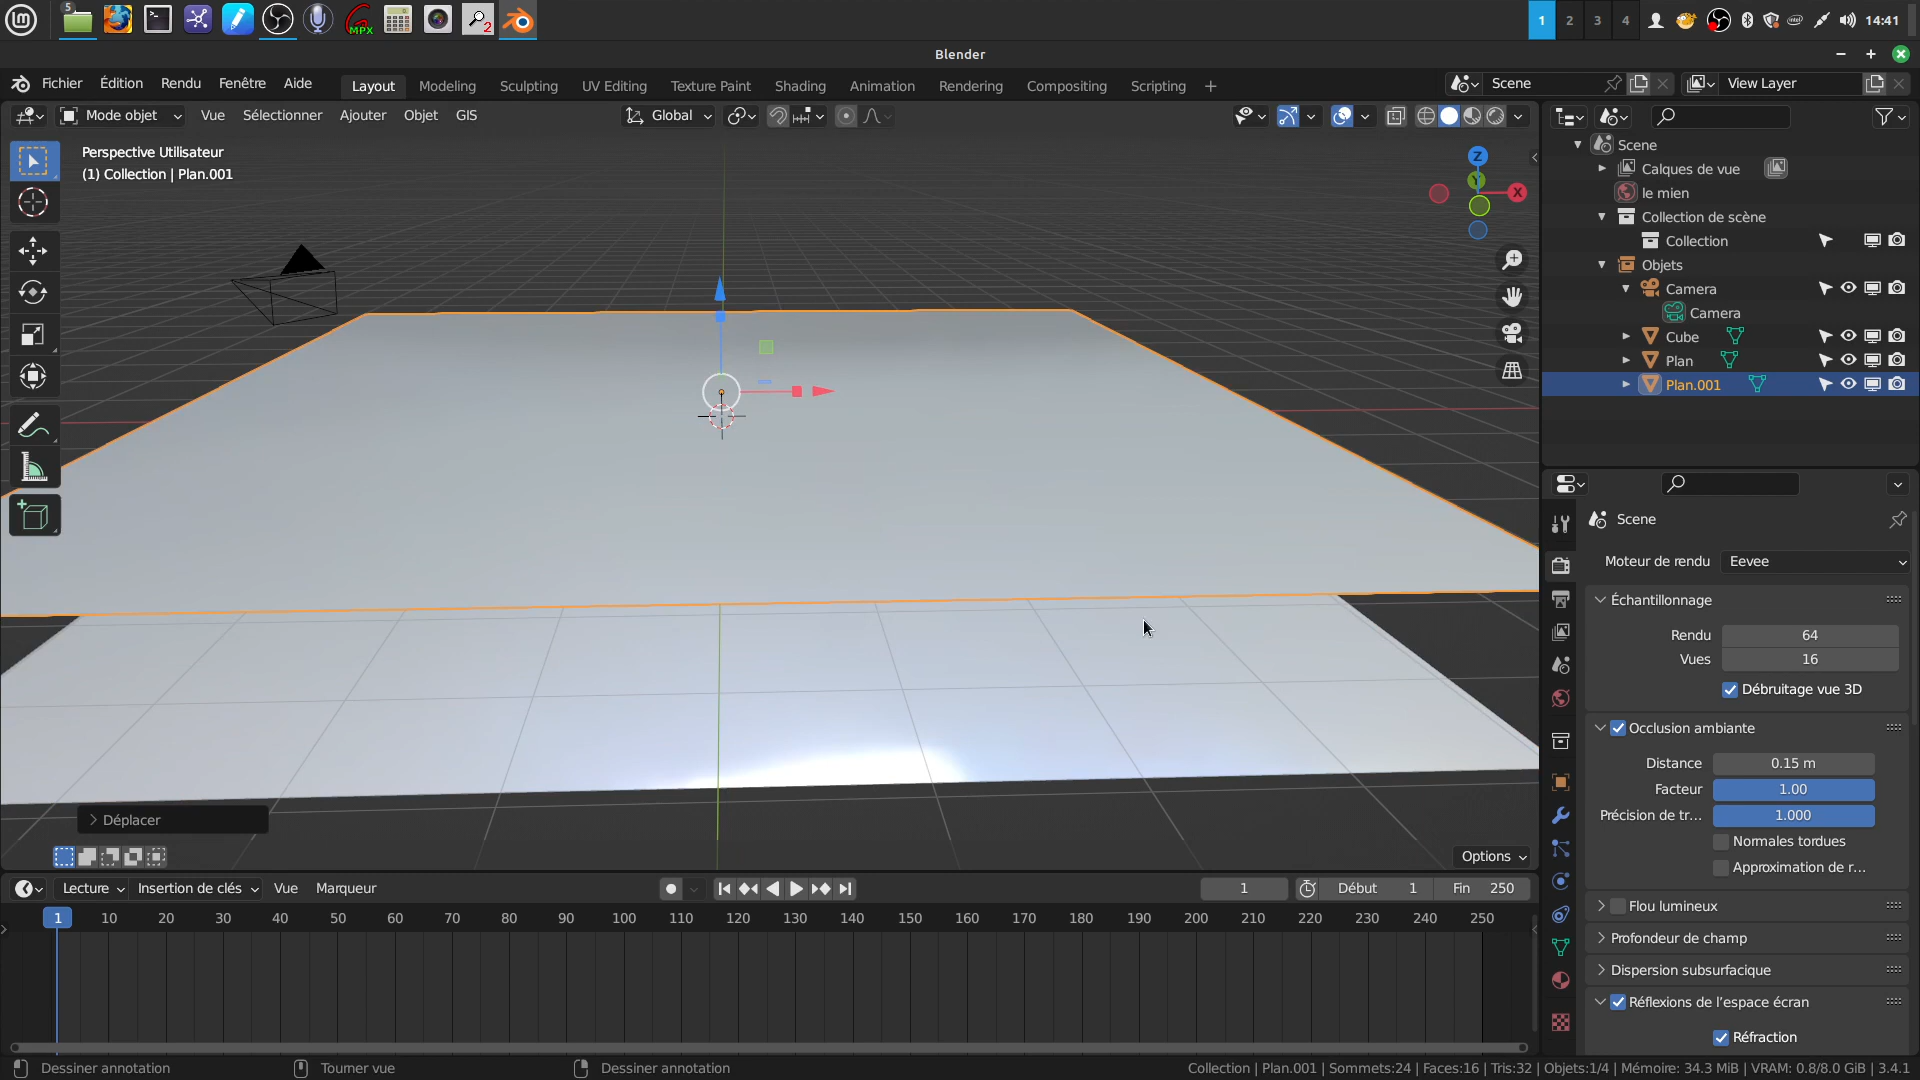 5
MPX
2
1
2
3
4
14:41
Blender
Fichier
Édition
Rendu
Fenêtre
Aide
Layout
Modeling
Sculpting
UV Editing
Texture Paint
Shading
Animation
Rendering
Compositing
Scripting
+
Scene
View Layer
Mode objet
Vue
Sélectionner
Ajouter
Objet
GIS
Global
Perspective Utilisateur
(1) Collection | Plan.001
Z
Y
X
Scene
Calques de vue
le mien
Collection de scène
Collection
Objets
Camera
Camera
Cube
Plan
Plan.001
Scene
Moteur de rendu
Eevee
Échantillonnage
Rendu
64
Vues
16
Débruitage vue 3D
Occlusion ambiante
Distance
0.15 m
Facteur
1.00
Précision de tr...
1.000
Normales tordues
Approximation de r...
Flou lumineux
Profondeur de champ
Dispersion subsurfacique
Réflexions de l'espace écran
Réfraction
Déplacer
Options
Lecture
Insertion de clés
Vue
Marqueur
1
Début
1
Fin
250
1
10
20
30
40
50
60
70
80
90
100
110
120
130
140
150
160
170
180
190
200
210
220
230
240
250
Dessiner annotation
Tourner vue
Dessiner annotation
Collection | Plan.001 | Sommets:24 | Faces:16 | Tris:32 | Objets:1/4 | Mémoire: 34.3 MiB | VRAM: 0.8/8.0 GiB | 3.4.1